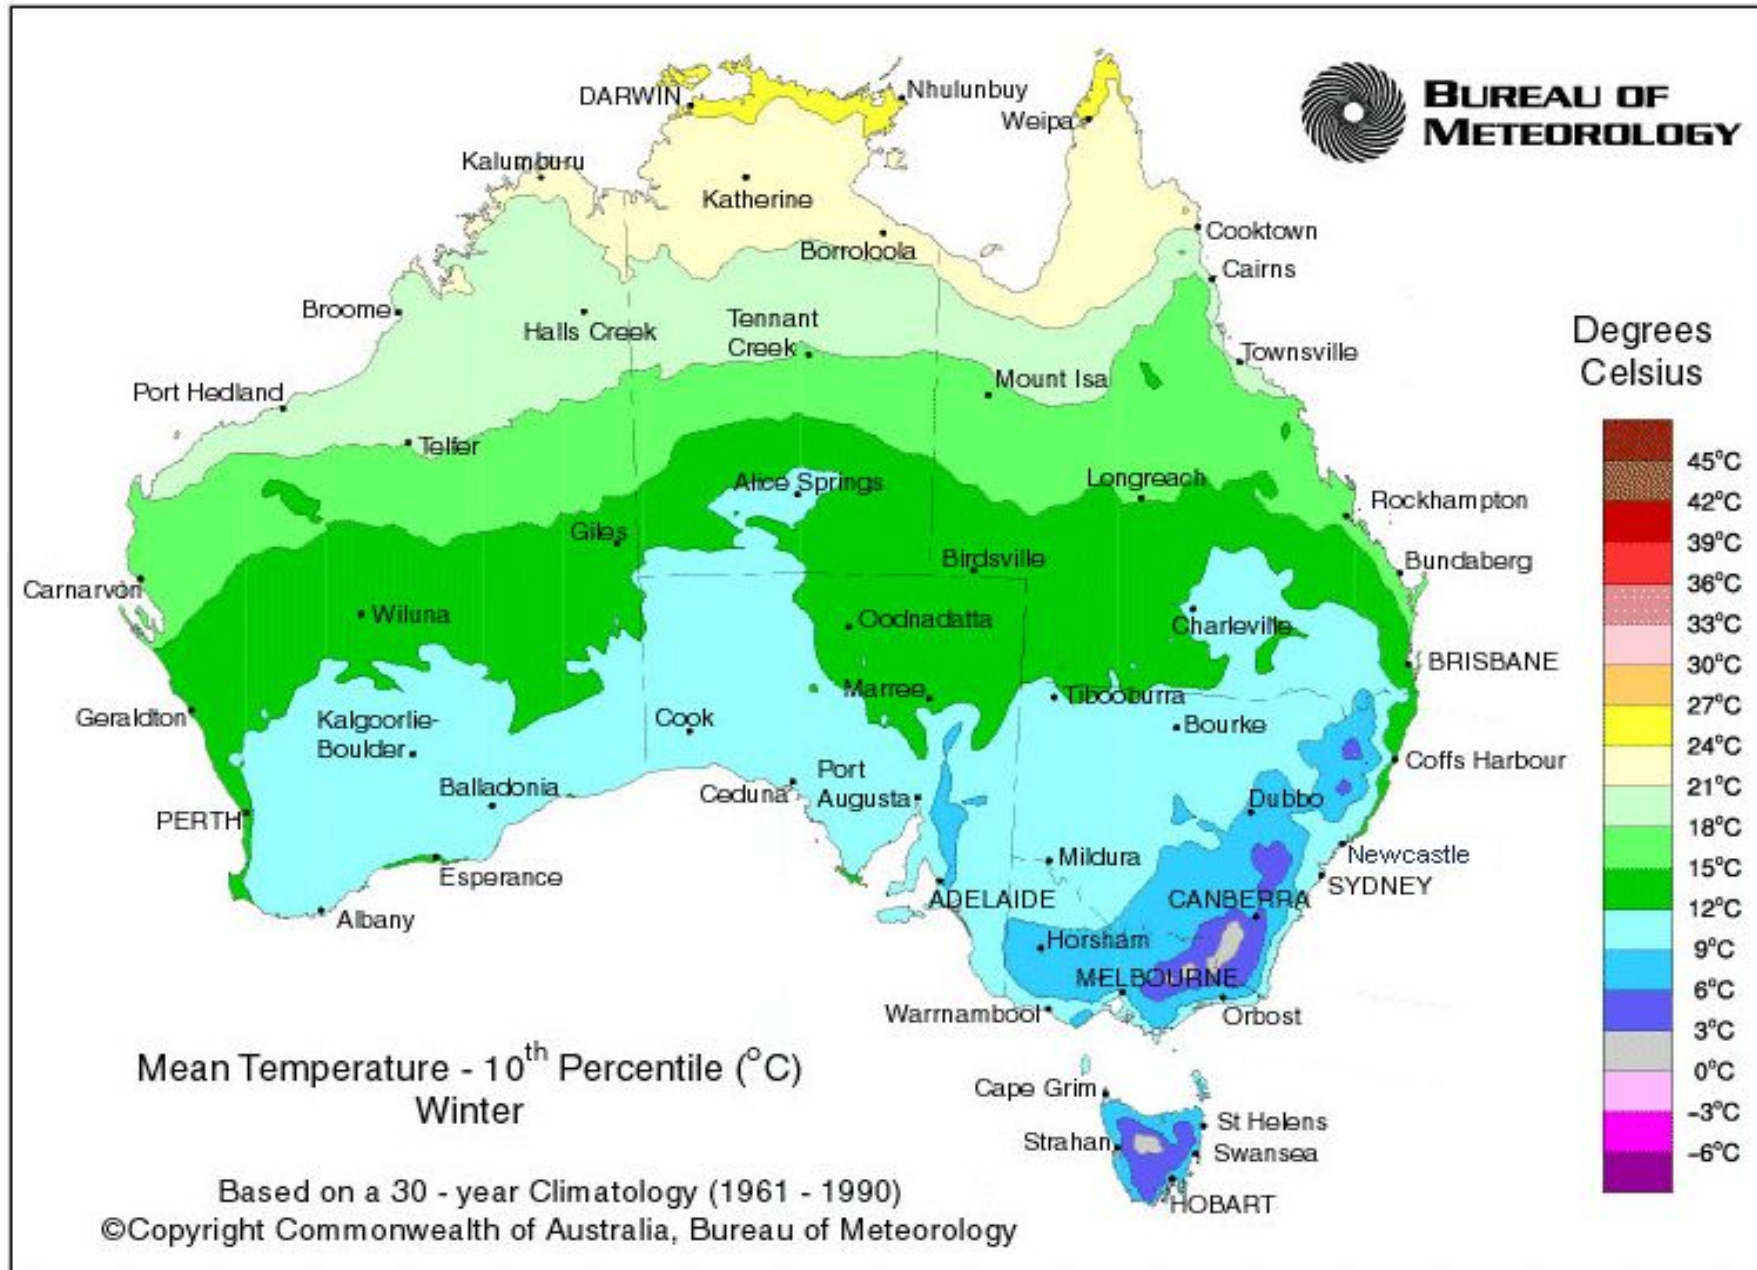 BUREAU OF
METEOROLOGY
DARWIN
Nhulunbuy
Weipa
Kalumburu
Katherine
Cooktown
Borroloola
Cairns
Broome
Halls Creek
Tennant
Creek
Townsville
Port Hedland
Mount Isa
Telfer
Alice Springs
Longreach
Rockhampton
Giles
Birdsville
Bundaberg
Carnarvon
Wiluna
Oodnadatta
Charleville
BRISBANE
Marree
Tibooburra
Geraldton
Kalgoorlie-
Boulder
Cook
Bourke
Coffs Harbour
Balladonia
Ceduna
Port
Augusta
Dubbo
PERTH
Mildura
Newcastle
Esperance
ADELAIDE
CANBERRA
SYDNEY
Albany
Horsham
MELBOURNE
Warrnambool
Orbost
Cape Grim
St Helens
Strahan
Swansea
HOBART
Degrees
Celsius
45°C
42°C
39°C
36°C
33°C
30°C
27°C
24°C
21°C
18°C
15°C
12°C
9°C
6°C
3°C
0°C
-3°C
-6°C
Mean Temperature - 10th Percentile (°C)
Winter
Based on a 30 - year Climatology (1961 - 1990)
©Copyright Commonwealth of Australia, Bureau of Meteorology